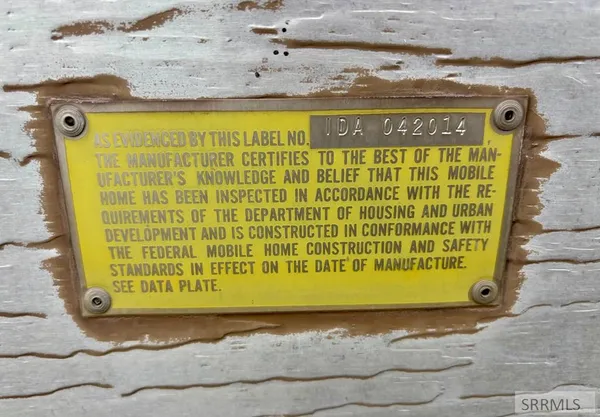 AS EVIDENCED BY THIS LABEL NO. IDA 042014,
THE MANUFACTURER CERTIFIES TO THE BEST OF THE MAN-
UFACTURER'S KNOWLEDGE AND BELIEF THAT THIS MOBILE
HOME HAS BEEN INSPECTED IN ACCORDANCE WITH THE RE-
QUIREMENTS OF THE DEPARTMENT OF HOUSING AND URBAN
DEVELOPMENT AND IS CONSTRUCTED IN CONFORMANCE WITH
THE FEDERAL MOBILE HOME CONSTRUCTION AND SAFETY
STANDARDS IN EFFECT ON THE DATE OF MANUFACTURE.
SEE DATA PLATE.
SRRMLS